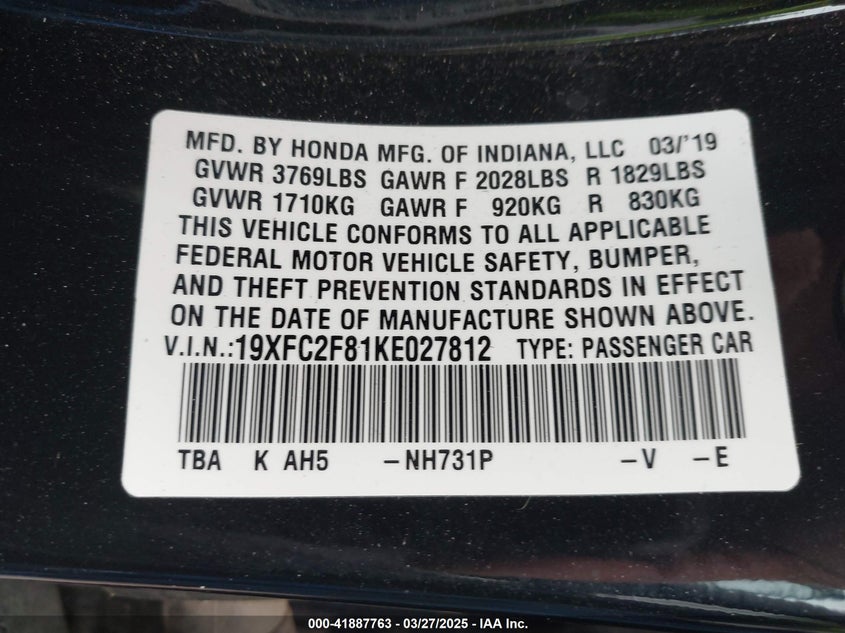 MFD. BY HONDA MFG. OF INDIANA, LLC 03/'19
GVWR 3769LBS GAWR F 2028LBS R 1829LBS
GVWR 1710KG GAWR F 920KG R 830KG
THIS VEHICLE CONFORMS TO ALL APPLICABLE
FEDERAL MOTOR VEHICLE SAFETY, BUMPER,
AND THEFT PREVENTION STANDARDS IN EFFECT
ON THE DATE OF MANUFACTURE SHOWN ABOVE.
V.I.N.:19XFC2F81KE027812 TYPE: PASSENGER CAR
TBA K AH5 –NH731P –V –E
000-41887763 — 03/27/2025 — IAA Inc.